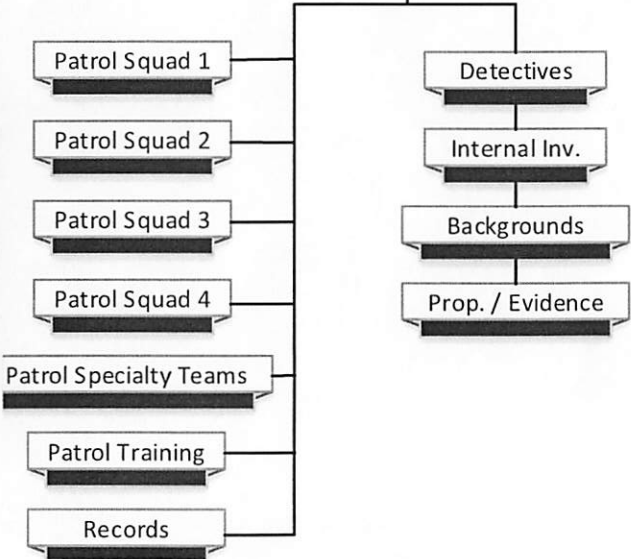 Patrol Squad 1
Patrol Squad 2
Patrol Squad 3
Patrol Squad 4
Patrol Specialty Teams
Patrol Training
Records
Detectives
Internal Inv.
Backgrounds
Prop. / Evidence